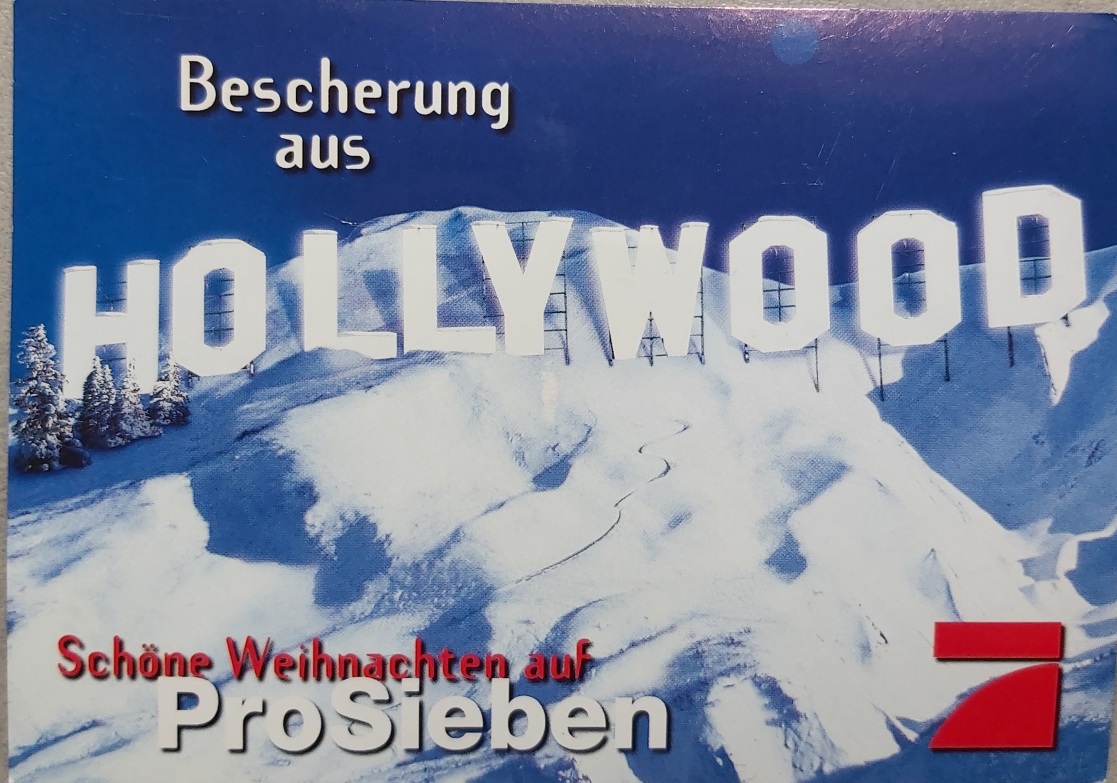 Bescherung
aus
HOLLYWOOD
Schöne Weihnachten auf
ProSieben